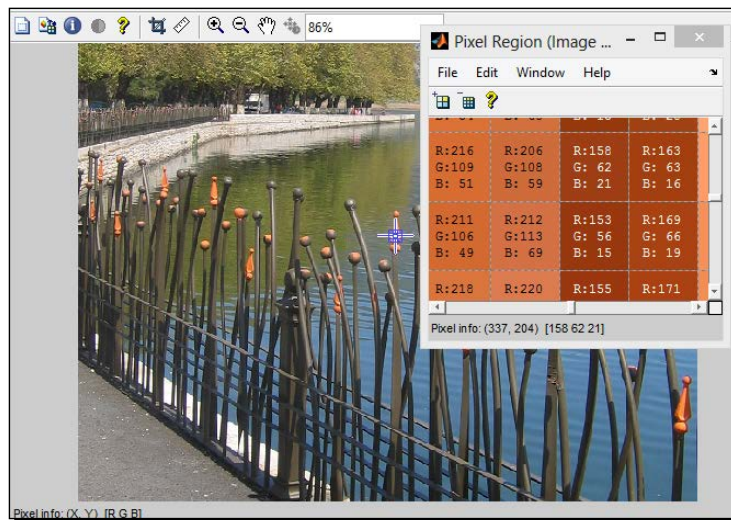 86%
Pixel Region (Image ...
File Edit Window Help
R:216 R:206 R:158 R:163
G:109 G:108 G: 62 G: 63
B: 51 B: 59 B: 21 B: 16
R:211 R:212 R:153 R:169
G:106 G:113 G: 56 G: 66
B: 49 B: 69 B: 15 B: 19
R:218 R:220 R:155 R:171
Pixel info: (337, 204) [158 62 21]
Pixel info: (X, Y) [R G B]